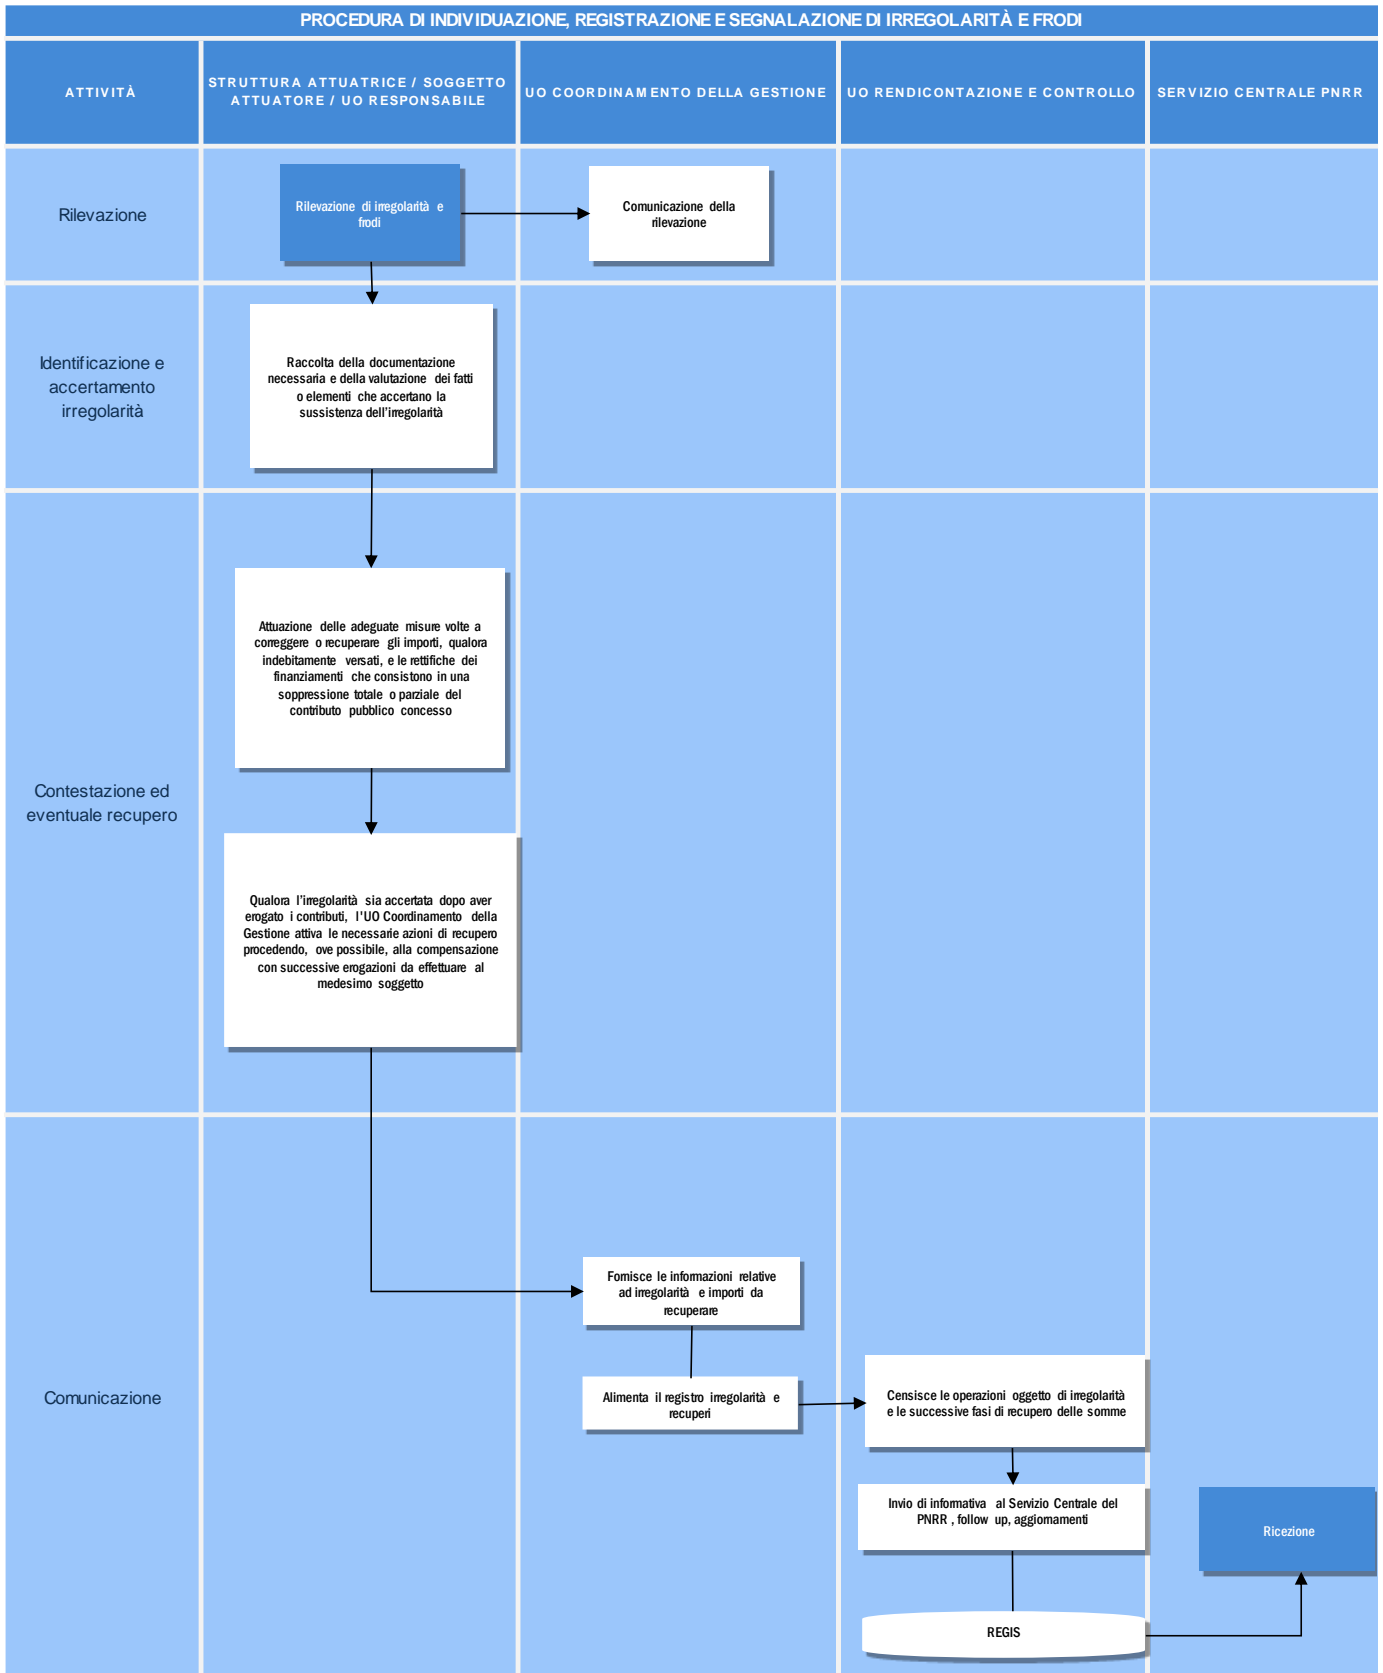 PROCEDURA DI INDIVIDUAZIONE, REGISTRAZIONE E SEGNALAZIONE DI IRREGOLARITÀ E FRODI
ATTIVITÀ
STRUTTURA ATTUATRICE / SOGGETTO
ATTUATORE / UO RESPONSABILE
UO COORDINAMENTO DELLA GESTIONE
UO RENDICONTAZIONE E CONTROLLO
SERVIZIO CENTRALE PNRR
Rilevazione
Rilevazione di irregolarità e
frodi
Comunicazione della
rilevazione
Identificazione e
accertamento
irregolarità
Raccolta della documentazione
necessaria e della valutazione dei fatti
o elementi che accertano la
sussistenza dell'irregolarità
Contestazione ed
eventuale recupero
Attuazione delle adeguate misure volte a
correggere o recuperare gli importi, qualora
indebitamente versati, e le rettifiche dei
finanziamenti che consistono in una
soppressione totale o parziale del
contributo pubblico concesso
Qualora l'irregolarità sia accertata dopo aver
erogato i contributi, l'UO Coordinamento della
Gestione attiva le necessarie azioni di recupero
procedendo, ove possibile, alla compensazione
con successive erogazioni da effettuare al
medesimo soggetto
Comunicazione
Fornisce le informazioni relative
ad irregolarità e importi da
recuperare
Alimenta il registro irregolarità e
recuperi
Censisce le operazioni oggetto di irregolarità
e le successive fasi di recupero delle somme
Invio di informativa al Servizio Centrale del
PNRR , follow up, aggiornamenti
REGIS
Ricezione